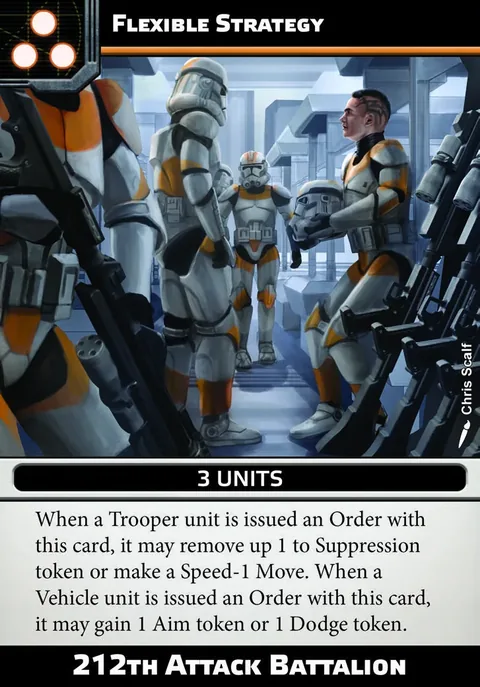 Flexible Strategy
Chris Scalf
3 UNITS
When a Trooper unit is issued an Order with
this card, it may remove up 1 to Suppression
token or make a Speed-1 Move. When a
Vehicle unit is issued an Order with this card,
it may gain 1 Aim token or 1 Dodge token.
212th Attack Battalion